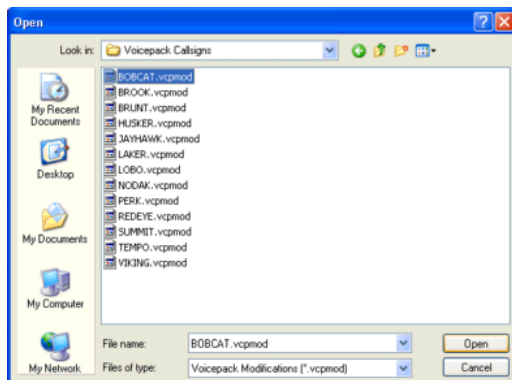 Open
Look in: Voicepack Callsigns
My Recent
Documents
Desktop
My Documents
My Computer
My Network
BOBCAT.vcpmod
BROOK.vcpmod
BRUNT.vcpmod
HUSKER.vcpmod
JAYHAWK.vcpmod
LAKER.vcpmod
LOBO.vcpmod
NODAK.vcpmod
PERK.vcpmod
REDEYE.vcpmod
SUMMIT.vcpmod
TEMPO.vcpmod
VIKING.vcpmod
File name: BOBCAT.vcpmod Open
Files of type: Voicepack Modifications (*.vcpmod) Cancel